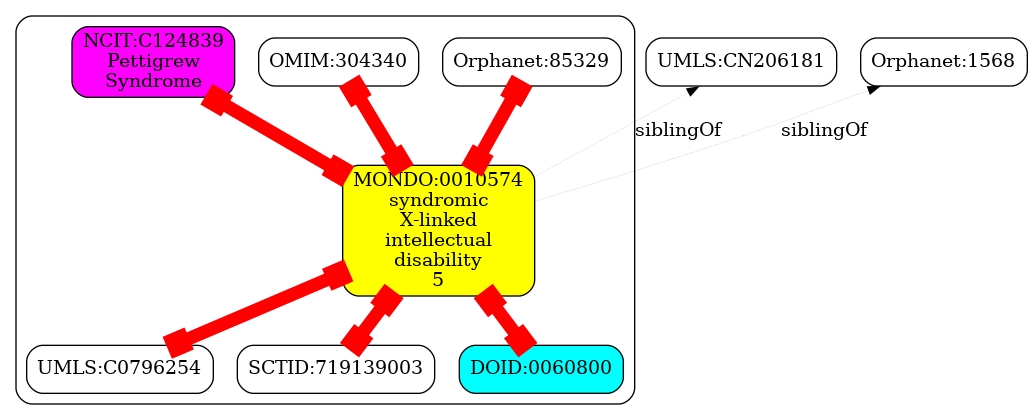 NCIT:C124839
Pettigrew
Syndrome
OMIM:304340
Orphanet:85329
UMLS:CN206181
Orphanet:1568
siblingOf
siblingOf
MONDO:0010574
syndromic
X-linked
intellectual
disability
5
UMLS:C0796254
SCTID:719139003
DOID:0060800